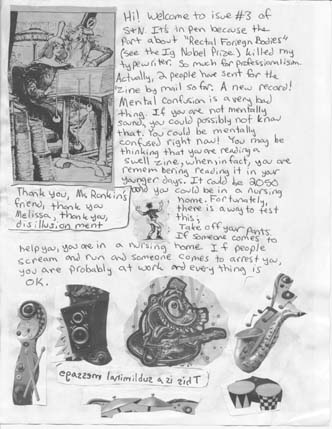 Hi! Welcome to isue #3 of
S+N. It's in pen because the
part about "Rectal Foreign Bodies"
(see the Ig Nobel Prize) killed my
typewriter. So much for professionalism.
Actually, 2 people have sent for the
zine by mail so far. A new record!
Mental confusion is a very bad
thing. If you are not mentally
sound, you could possibly not know
that. You could be mentally
confused right now! You may be
thinking that you are reading a
swell zine, when in fact, you are
remembering reading it in your
younger days. It could be 2050
and you could be in a nursing
home. Fortunatly,
there is a way to test
this;
Take off your pants.
If someone comes to
help you, you are in a nursing home. If people
scream and run and someone comes to arrest you,
you are probably at work and everything is
OK.
Thank you, Ms. Rankin's
friend, thank you
Melissa, thank you,
disillusionment
This is a subliminal message